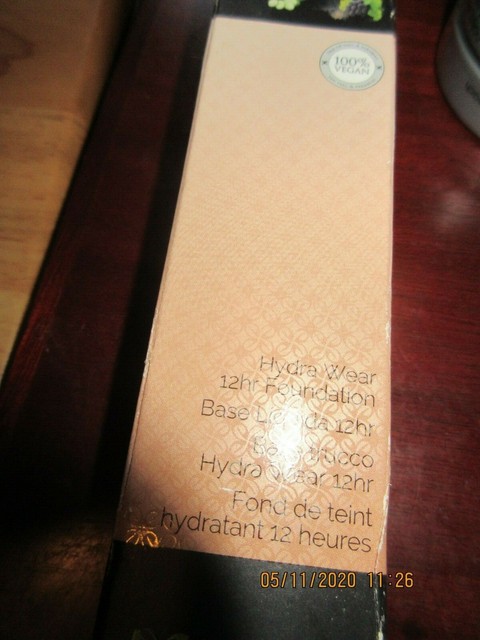 100%
VEGAN
Hydra Wear
12hr Foundation
Base 12hr
Hydra Wear 12hr
Fond de teint
hydratant 12 heures
05/11/2020 11:26